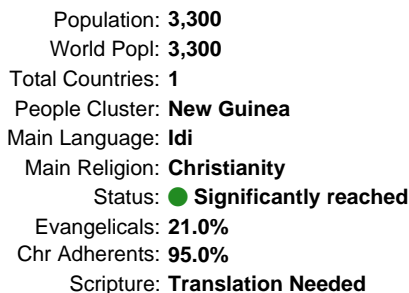 Population: 3,300
World Popl: 3,300
Total Countries: 1
People Cluster: New Guinea
Main Language: Idi
Main Religion: Christianity
Status: Significantly reached
Evangelicals: 21.0%
Chr Adherents: 95.0%
Scripture: Translation Needed